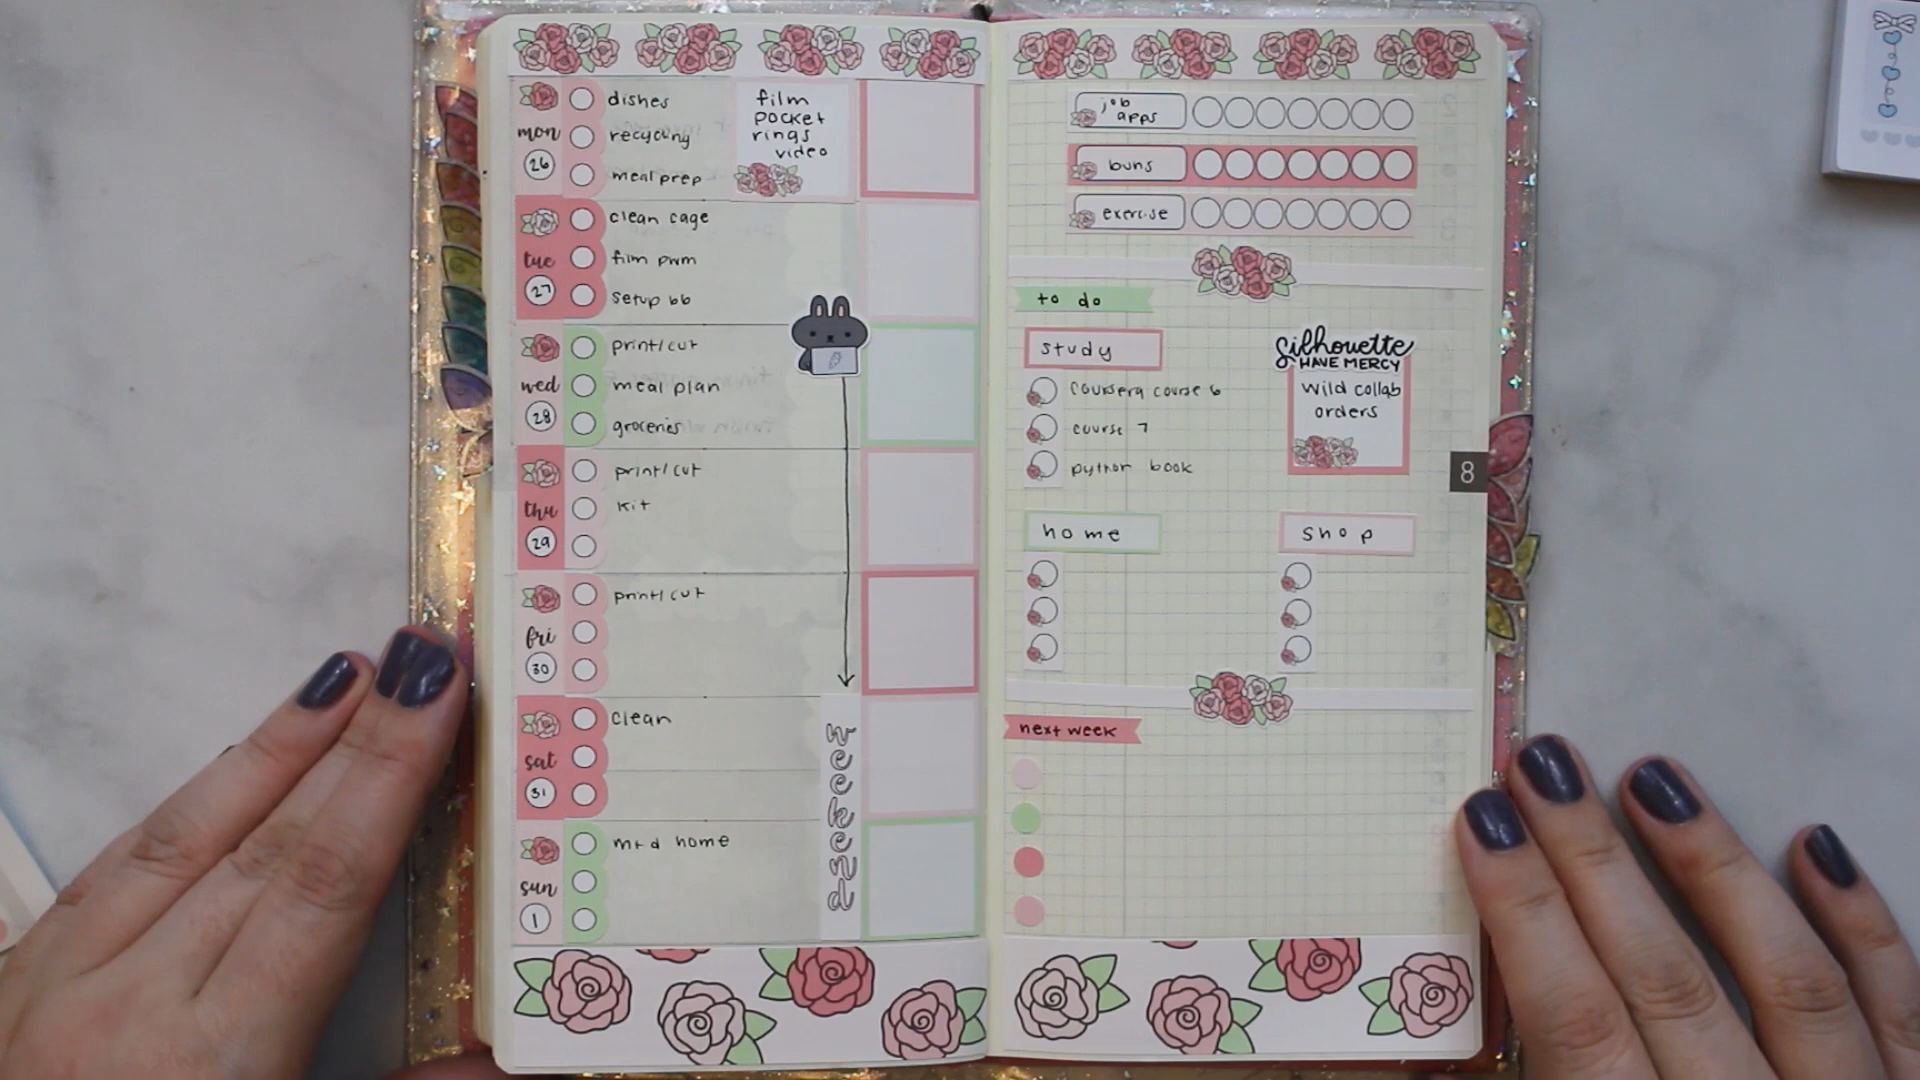 mon
26
dishes
recycling
meal prep
film
pocket
rings
video
tue
27
clean cage
film pwm
setup bb
wed
28
print/cut
meal plan
groceries
thu
29
print/cut
kit
fri
30
print/cut
sat
31
clean
sun
1
m+d home
weekend
job
apps
buns
exercise
to do
study
coursera course 6
course 7
python book
Silhouette
HAVE MERCY
Wild collab
orders
8
home
shop
next week